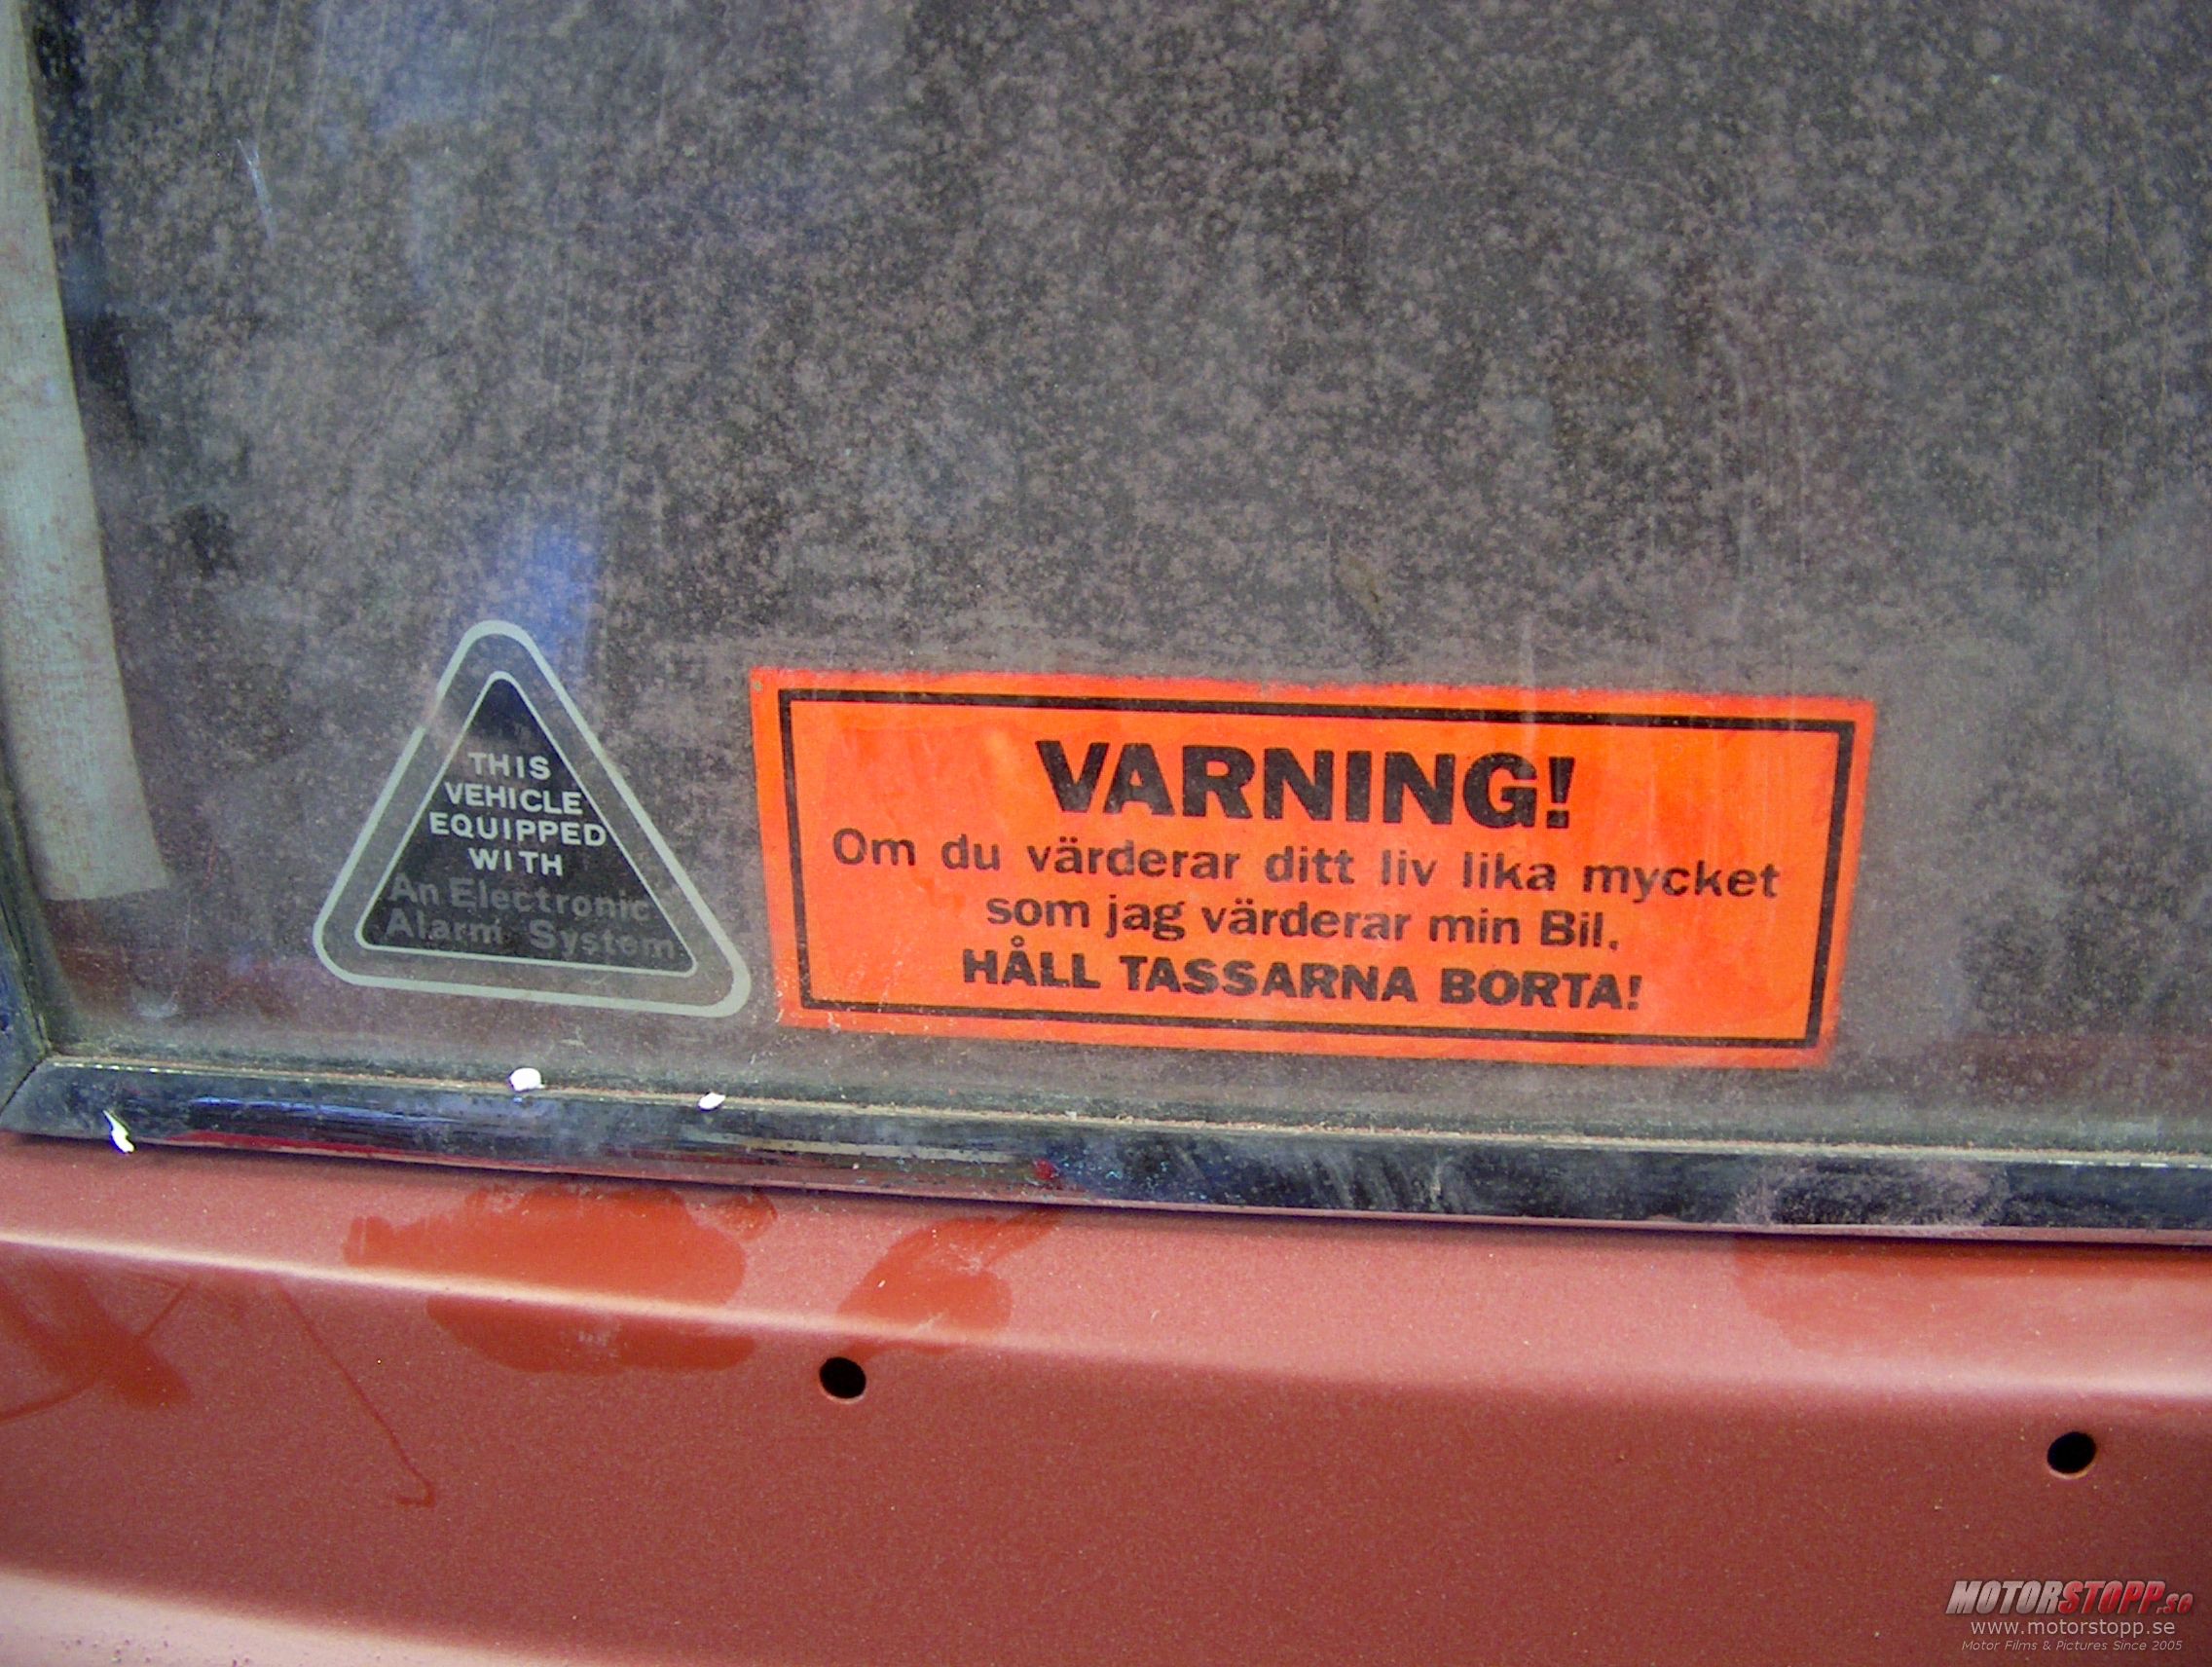 THIS
VEHICLE
EQUIPPED
WITH
An Electronic
Alarm System
VARNING!
Om du värderar ditt liv lika mycket
som jag värderar min Bil.
HÅLL TASSARNA BORTA!
MOTORSTOPP.se
www.motorstopp.se
Motor Films & Pictures Since 2005